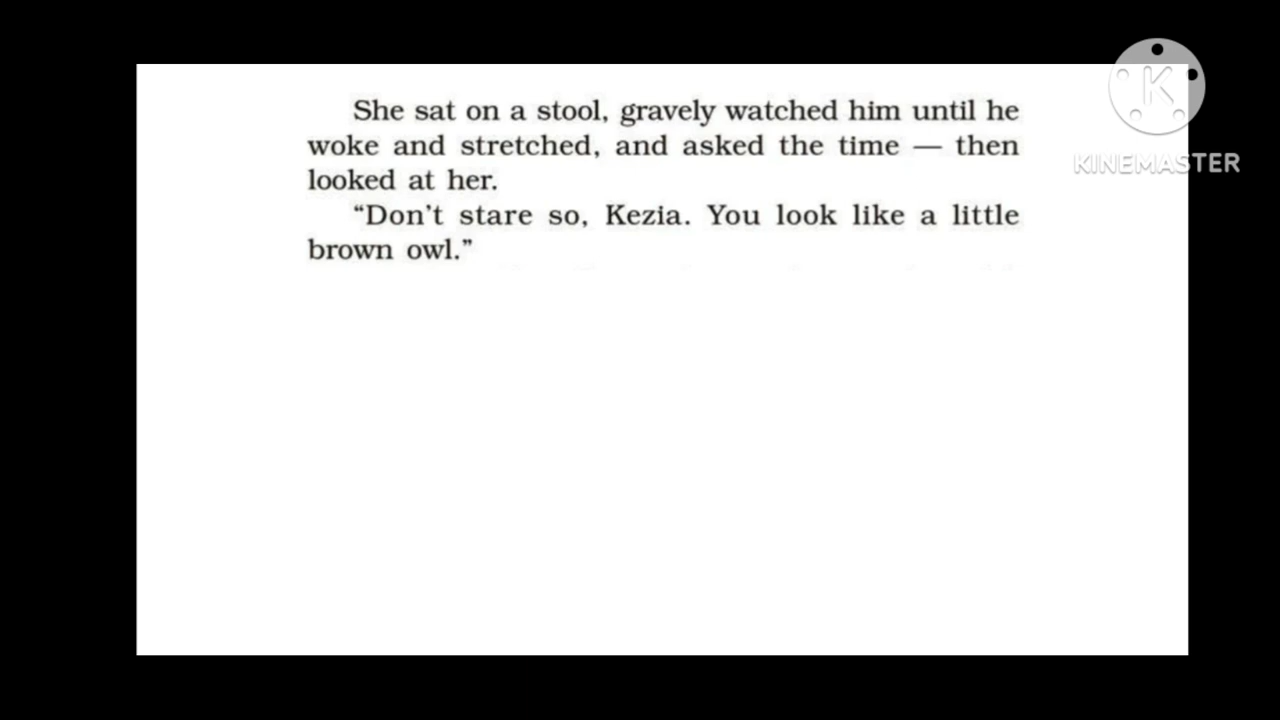 She sat on a stool, gravely watched him until he
woke and stretched, and asked the time — then
looked at her.
“Don’t stare so, Kezia. You look like a little
brown owl.”
K
KINEMASTER